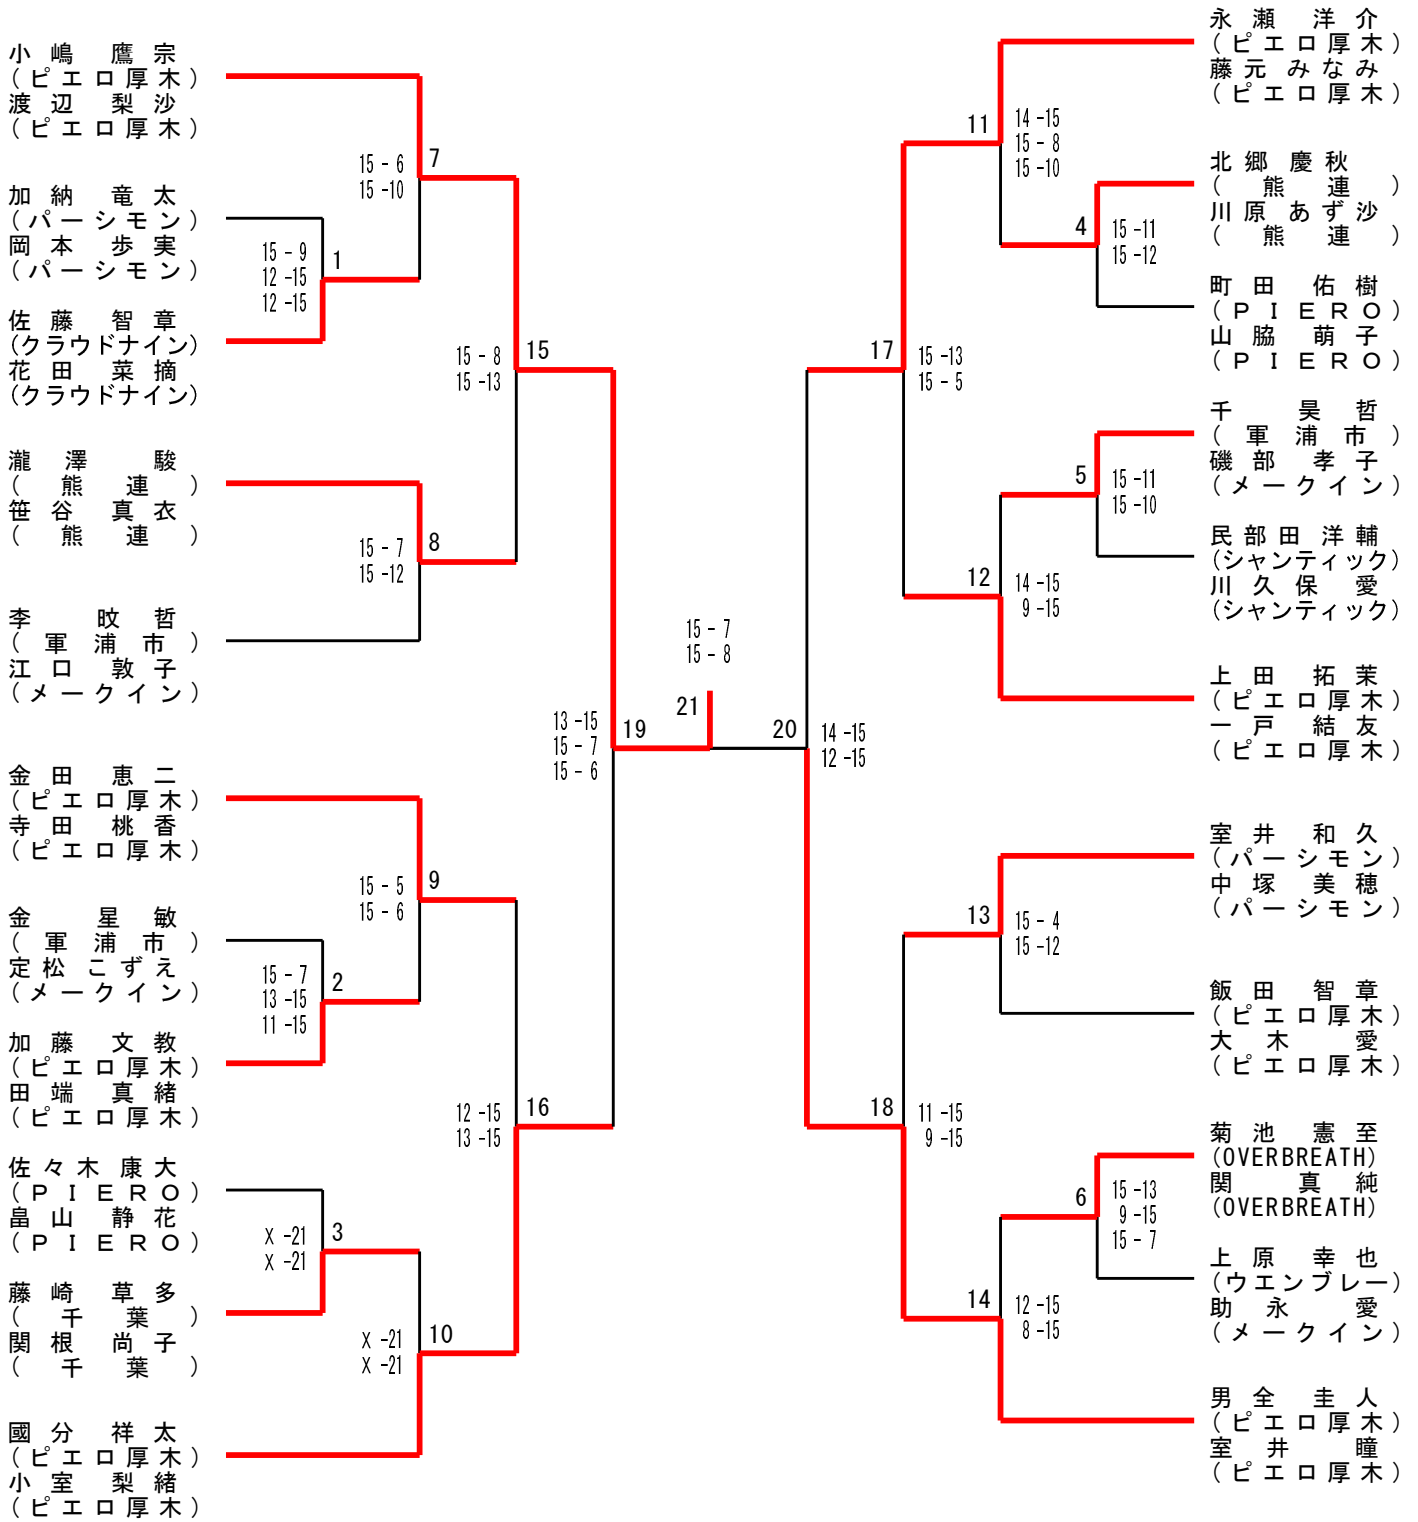 小嶋 鷹宗
(ピエロ厚木)
渡辺 梨沙
(ピエロ厚木)
加納 竜太
(パーシモン)
岡本 歩実
(パーシモン)
佐藤 智章
(クラウドナイン)
花田 菜摘
(クラウドナイン)
瀧澤 駿
(熊連)
笹谷 真衣
(熊連)
李 旼哲
(軍浦市)
江口 敦子
(メークイン)
金田 恵二
(ピエロ厚木)
寺田 桃香
(ピエロ厚木)
金 星敏
(軍浦市)
定松 こずえ
(メークイン)
加藤 文教
(ピエロ厚木)
田端 真緒
(ピエロ厚木)
佐々木 康大
(PIERO)
畠山 静花
(PIERO)
藤崎 草多
(千葉)
関根 尚子
(千葉)
國分 祥太
(ピエロ厚木)
小室 梨緒
(ピエロ厚木)
1
15 - 9
12 -15
12 -15
2
15 - 7
13 -15
11 -15
3
X -21
X -21
7
15 - 6
15 -10
8
15 - 7
15 -12
9
15 - 5
15 - 6
10
X -21
X -21
15
15 - 8
15 -13
16
12 -15
13 -15
19
13 -15
15 - 7
15 - 6
15 - 7
15 - 8
21
20
14 -15
12 -15
17
15 -13
15 - 5
18
11 -15
9 -15
11
14 -15
15 - 8
15 -10
12
14 -15
9 -15
13
15 - 4
15 -12
14
12 -15
8 -15
4
15 -11
15 -12
5
15 -11
15 -10
6
15 -13
9 -15
15 - 7
永瀬 洋介
(ピエロ厚木)
藤元 みなみ
(ピエロ厚木)
北郷 慶秋
(熊連)
川原 あず沙
(熊連)
町田 佑樹
(PIERO)
山脇 萌子
(PIERO)
千 昊哲
(軍浦市)
磯部 孝子
(メークイン)
民部田 洋輔
(シャンティック)
川久保 愛
(シャンティック)
上田 拓茉
(ピエロ厚木)
一戸 結友
(ピエロ厚木)
室井 和久
(パーシモン)
中塚 美穂
(パーシモン)
飯田 智章
(ピエロ厚木)
大木 愛
(ピエロ厚木)
菊池 憲至
(OVERBREATH)
関 真純
(OVERBREATH)
上原 幸也
(ウエンブレー)
助永 愛
(メークイン)
男全 圭人
(ピエロ厚木)
室井 瞳
(ピエロ厚木)